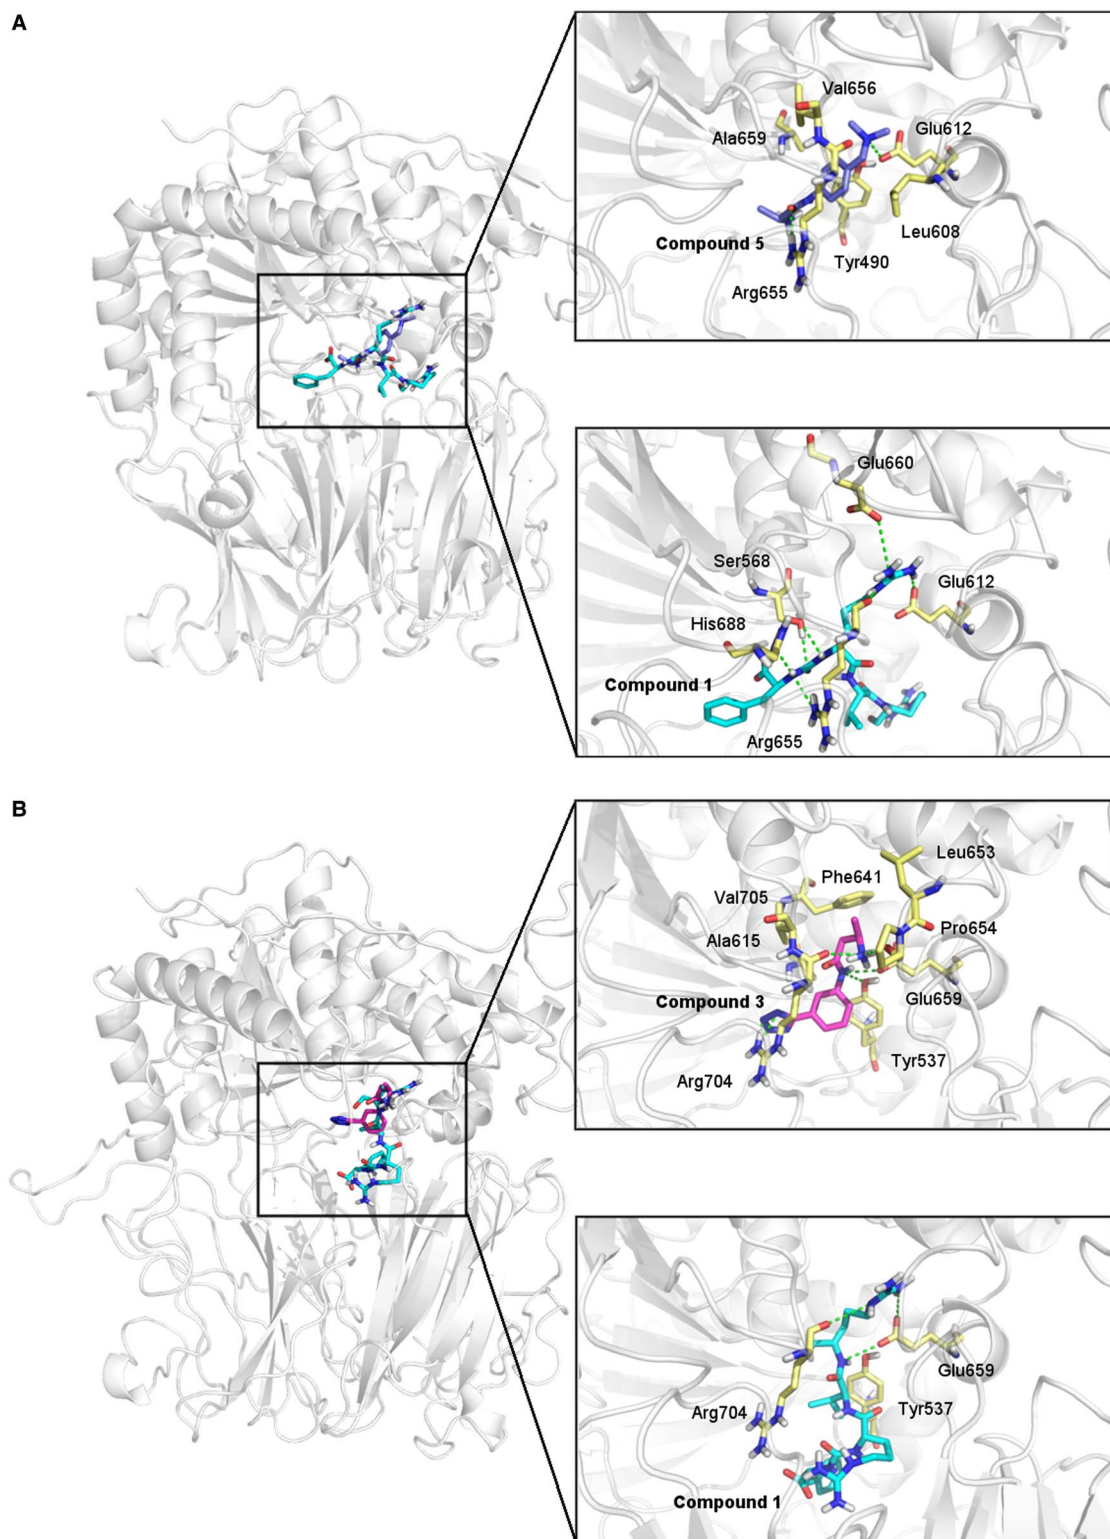 A
Val656
Ala659
Glu612
Leu608
Compound 5
Tyr490
Arg655
Glu660
Ser568
Glu612
His688
Compound 1
Arg655
B
Leu653
Phe641
Val705
Pro654
Ala615
Compound 3
Glu659
Tyr537
Arg704
Glu659
Tyr537
Arg704
Compound 1